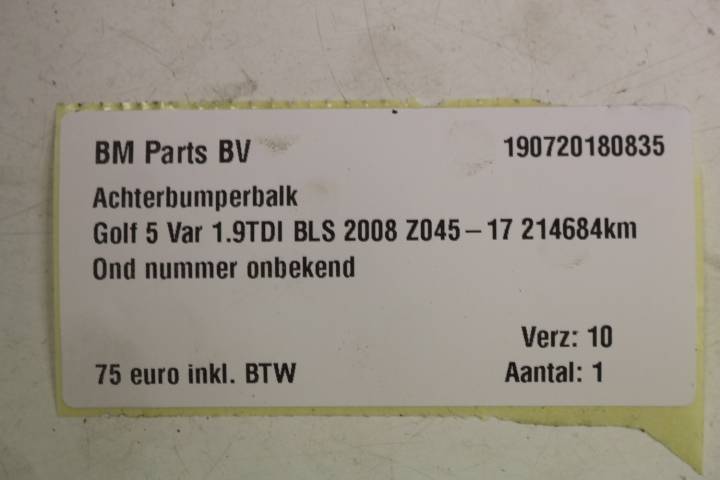 BM Parts BV 190720180835
Achterbumperbalk
Golf 5 Var 1.9TDI BLS 2008 Z045-17 214684km
Ond nummer onbekend
Verz: 10
75 euro inkl. BTW Aantal: 1